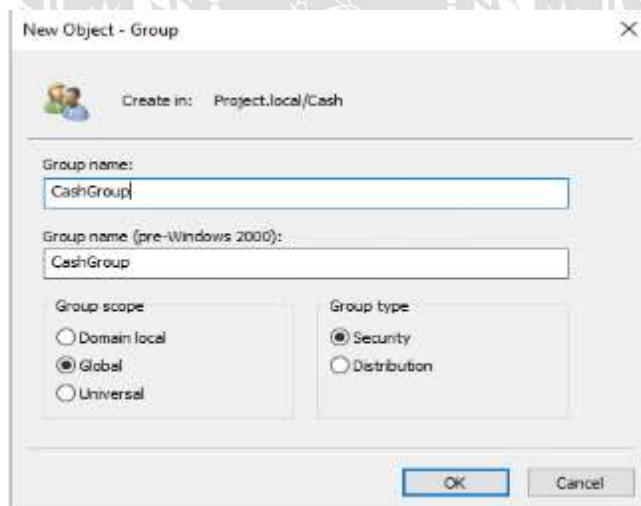 New Object - Group
Create in: Project.local/Cash
Group name:
CashGroup
Group name (pre-Windows 2000):
CashGroup
Group scope
Domain local
Global
Universal
Group type
Security
Distribution
OK Cancel